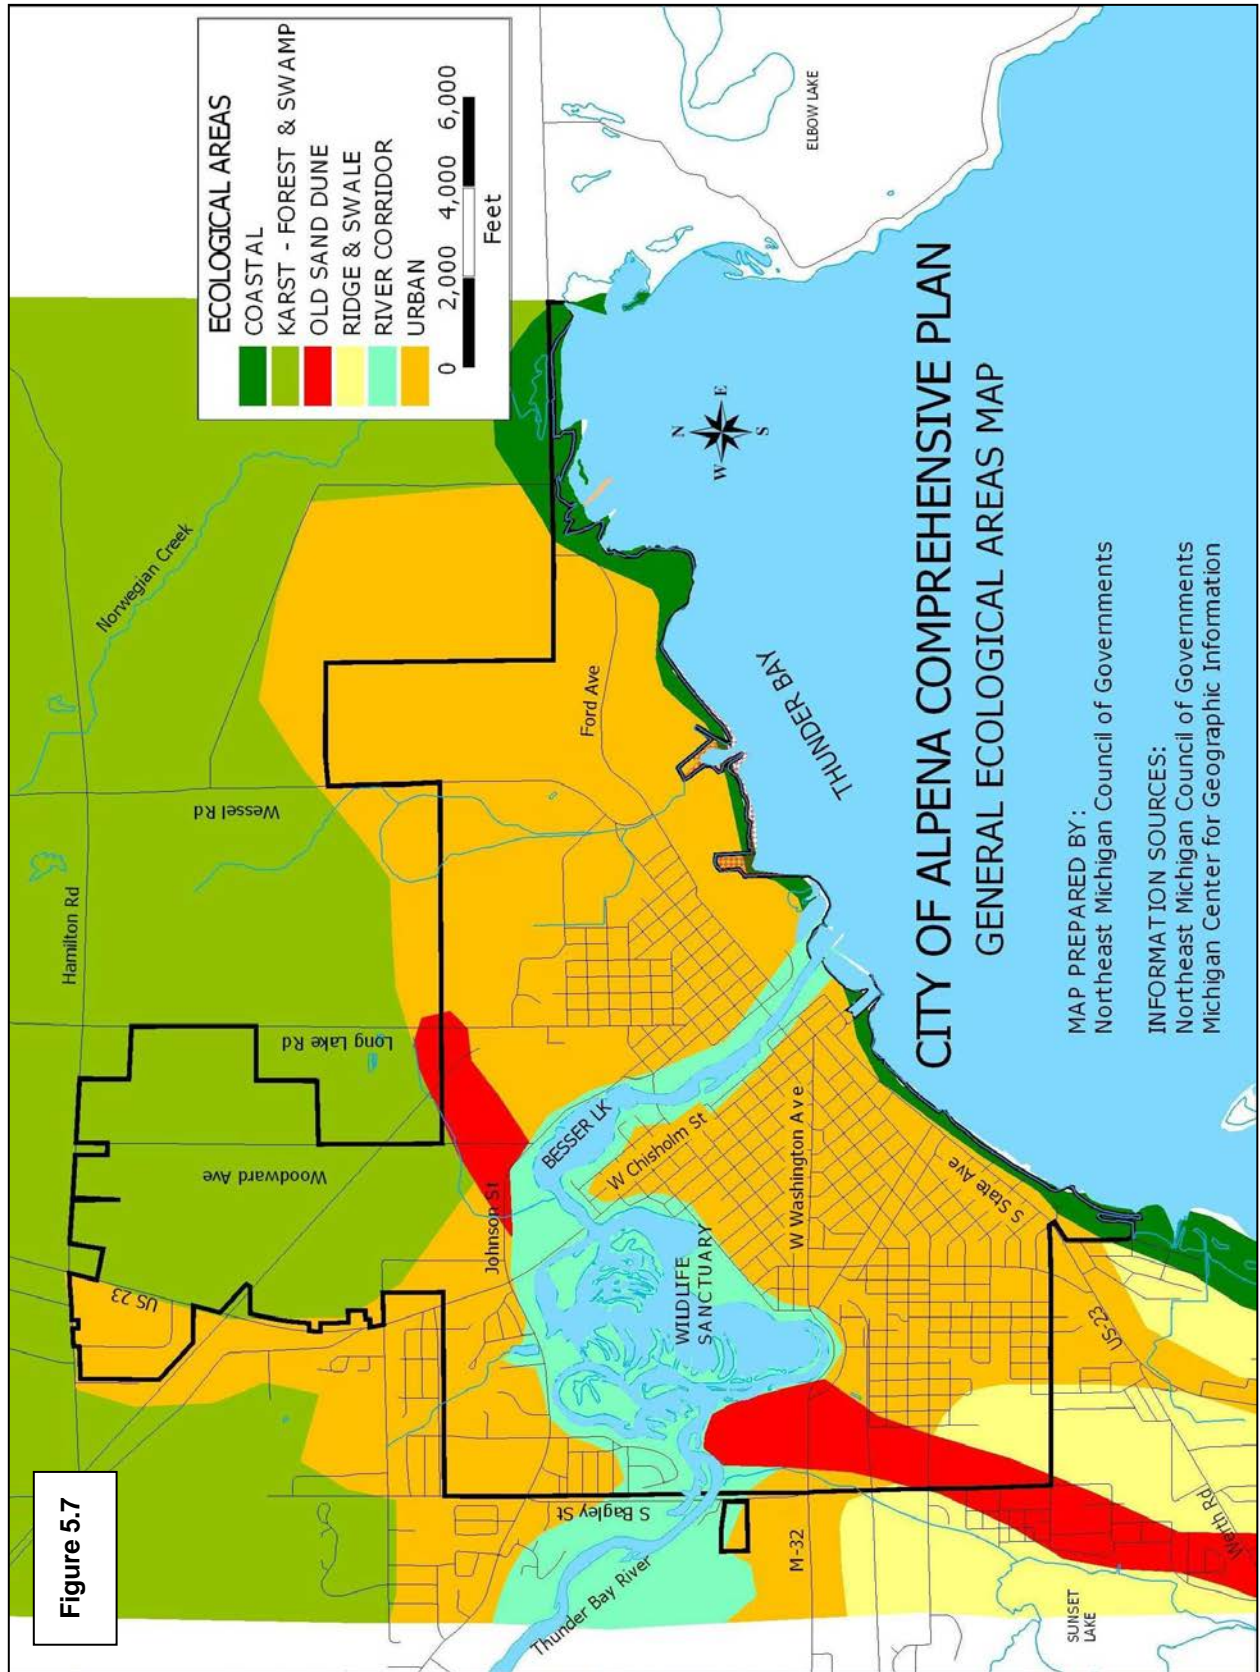 Figure 5.7
ECOLOGICAL AREAS
COASTAL
KARST - FOREST & SWAMP
OLD SAND DUNE
RIDGE & SWALE
RIVER CORRIDOR
URBAN
0 2,000 4,000 6,000
Feet
Hamilton Rd
Norwegian Creek
Wessel Rd
Long Lake Rd
Woodward Ave
US 23
Johnson St
Ford Ave
BESSER LK
W Chisholm St
WILDLIFE
SANCTUARY
W Washington Ave
S State Ave
US-23
S Bagley St
Thunder Bay River
M-32
Werth Rd
SUNSET
LAKE
ELBOW LAKE
THUNDER BAY
N
W E
S
CITY OF ALPENA COMPREHENSIVE PLAN
GENERAL ECOLOGICAL AREAS MAP
MAP PREPARED BY:
Northeast Michigan Council of Governments
INFORMATION SOURCES:
Northeast Michigan Council of Governments
Michigan Center for Geographic Information